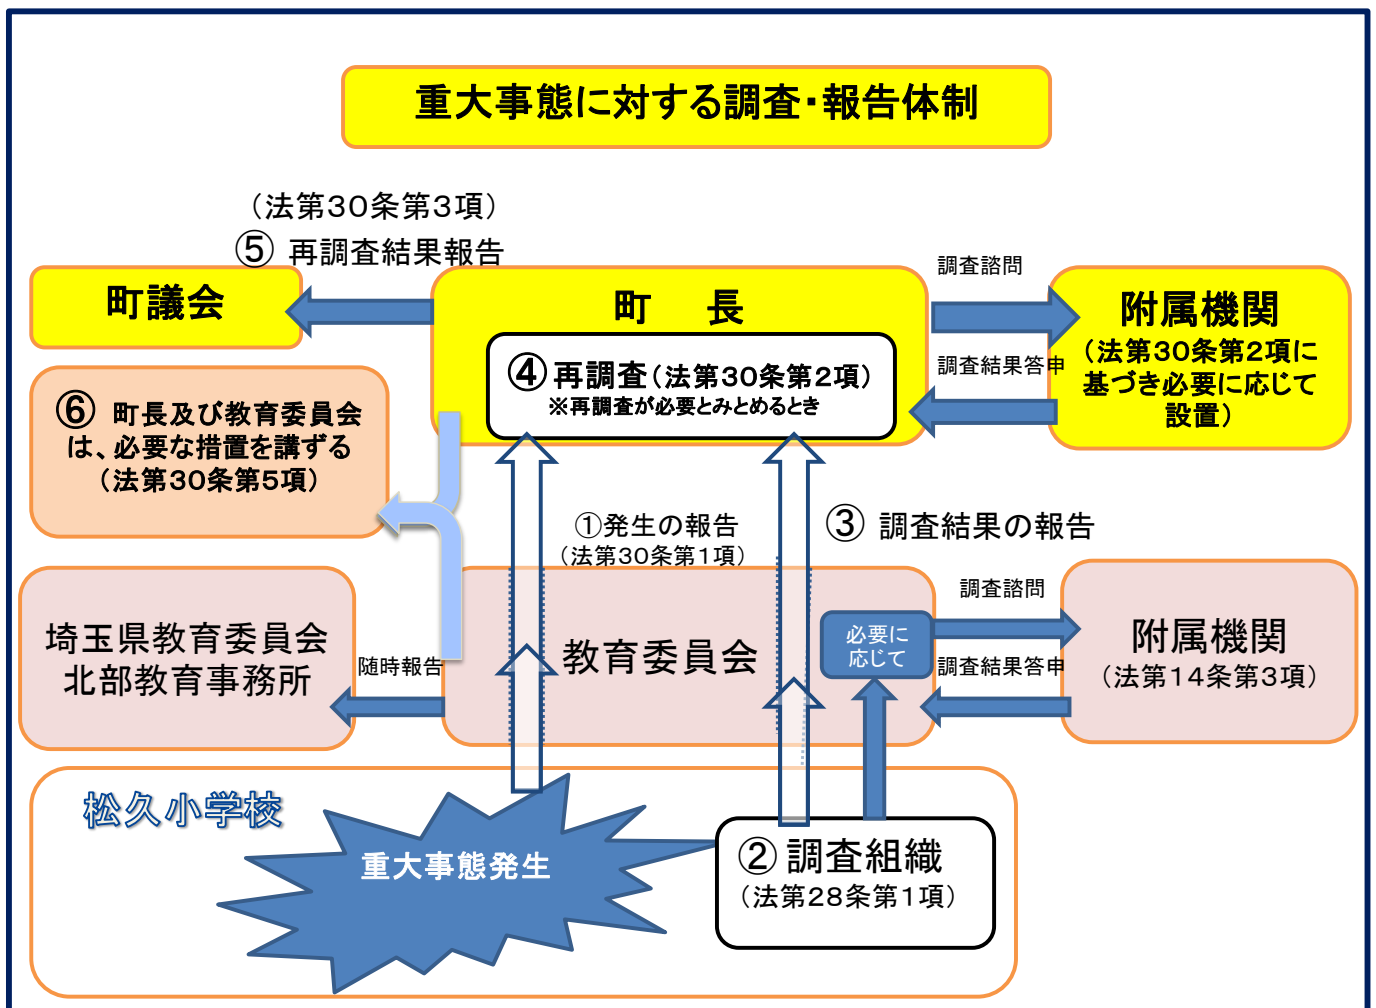 重大事態に対する調査・報告体制
（法第30条第3項）
⑤ 再調査結果報告
町議会
町　長
④再調査（法第30条第2項）
※再調査が必要とみとめるとき
調査諮問
調査結果答申
附属機関
（法第30条第2項に
基づき必要に応じて
設置）
⑥ 町長及び教育委員会
は、必要な措置を講ずる
（法第30条第5項）
①発生の報告
（法第30条第1項）
③ 調査結果の報告
埼玉県教育委員会
北部教育事務所
随時報告
教育委員会
必要に
応じて
調査諮問
調査結果答申
附属機関
（法第14条第3項）
松久小学校
重大事態発生
②調査組織
（法第28条第1項）